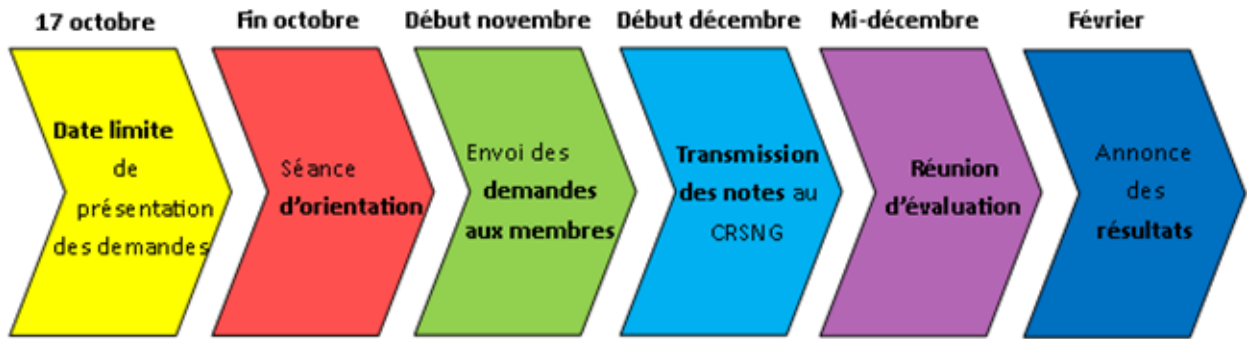 17 octobre
Fin octobre
Début novembre
Début décembre
Mi-décembre
Février
Date limite
de
présentation
des demandes
Séance
d'orientation
Envoi des
demandes
aux membres
Transmission
des notes au
CRSNG
Réunion
d'évaluation
Annonce
des
résultats